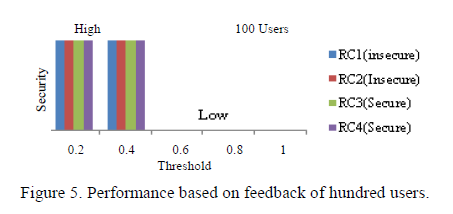 High
100 Users
RC1(insecure)
RC2(Insecure)
RC3(Secure)
RC4(Secure)
Security
Low
0.2 0.4 0.6 0.8 1
Threshold
Figure 5. Performance based on feedback of hundred users.